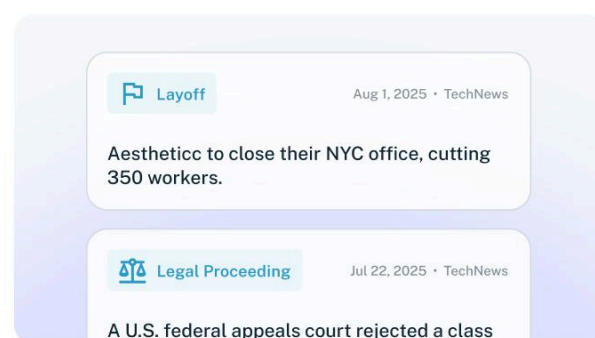 Layoff
Aug 1, 2025 • TechNews
Aestheticc to close their NYC office, cutting
350 workers.
Legal Proceeding
Jul 22, 2025 • TechNews
A U.S. federal appeals court rejected a class